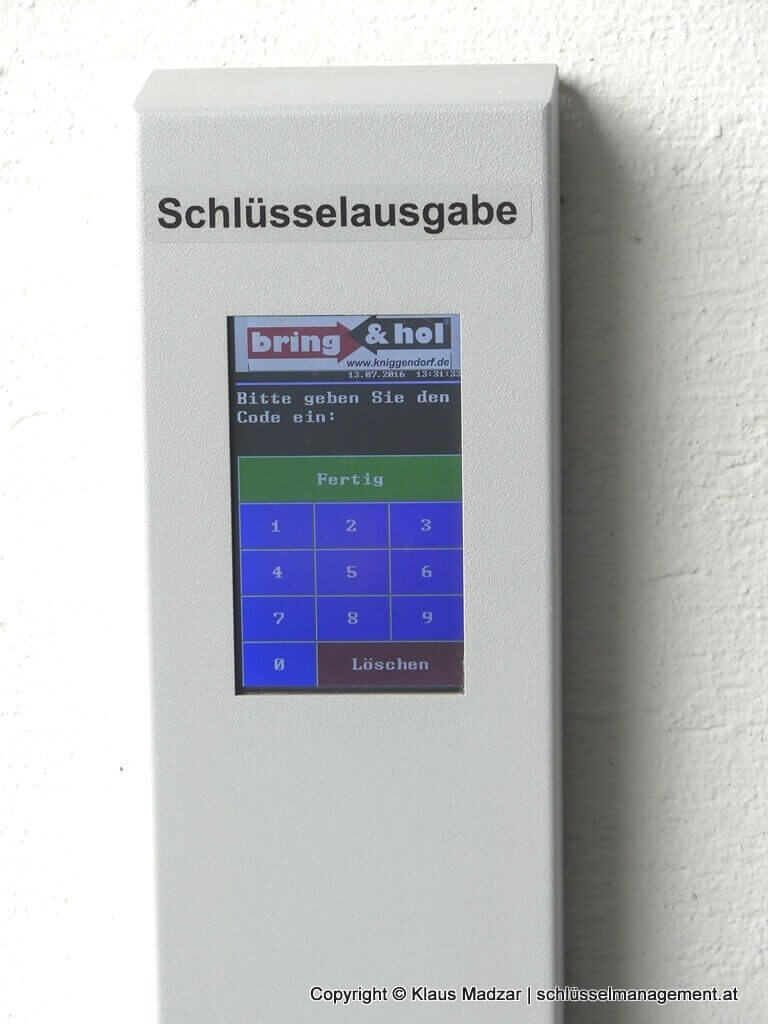 Schlüsselausgabe
bring & hol
www.kniggendorf.de
13.07.2016 13:31:33
Bitte geben Sie den
Code ein:
Fertig
1 2 3
4 5 6
7 8 9
0 Löschen
Copyright © Klaus Madzar | schlüsselmanagement.at